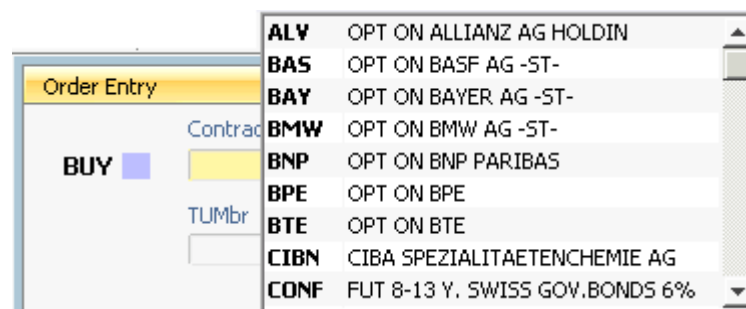 ALV OPT ON ALLIANZ AG HOLDIN
BAS OPT ON BASF AG -ST-
Order Entry
BAY OPT ON BAYER AG -ST-
Contrac
BMW OPT ON BMW AG -ST-
BUY
BNP OPT ON BNP PARIBAS
BPE OPT ON BPE
TUMbr
BTE OPT ON BTE
CIBN CIBA SPEZIALITAETENCHEMIE AG
CONF FUT 8-13 Y. SWISS GOV.BONDS 6%